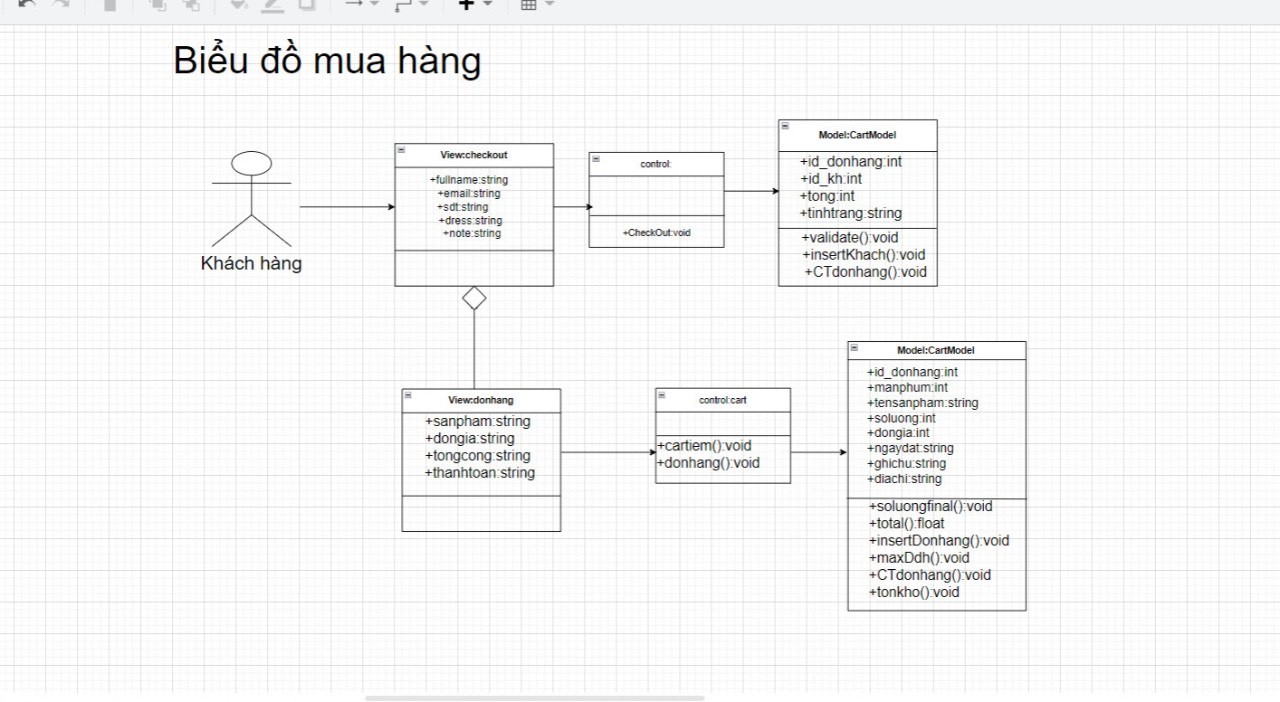 Biểu đồ mua hàng
Khách hàng
View:checkout
+fullname:string
+email:string
+sdt:string
+dress:string
+note:string
control:
+CheckOut:void
Model:CartModel
+id_donhang:int
+id_kh:int
+tong:int
+tinhtrang:string
+validate():void
+insertKhach():void
+CTdonhang():void
View:donhang
+sanpham:string
+dongia:string
+tongcong:string
+thanhtoan:string
control:cart
+cartiem():void
+donhang():void
Model:CartModel
+id_donhang:int
+manphum:int
+tensanpham:string
+soluong:int
+dongia:int
+ngaydat:string
+ghichu:string
+diachi:string
+soluongfinal():void
+total():float
+insertDonhang():void
+maxDdh():void
+CTdonhang():void
+tonkho():void